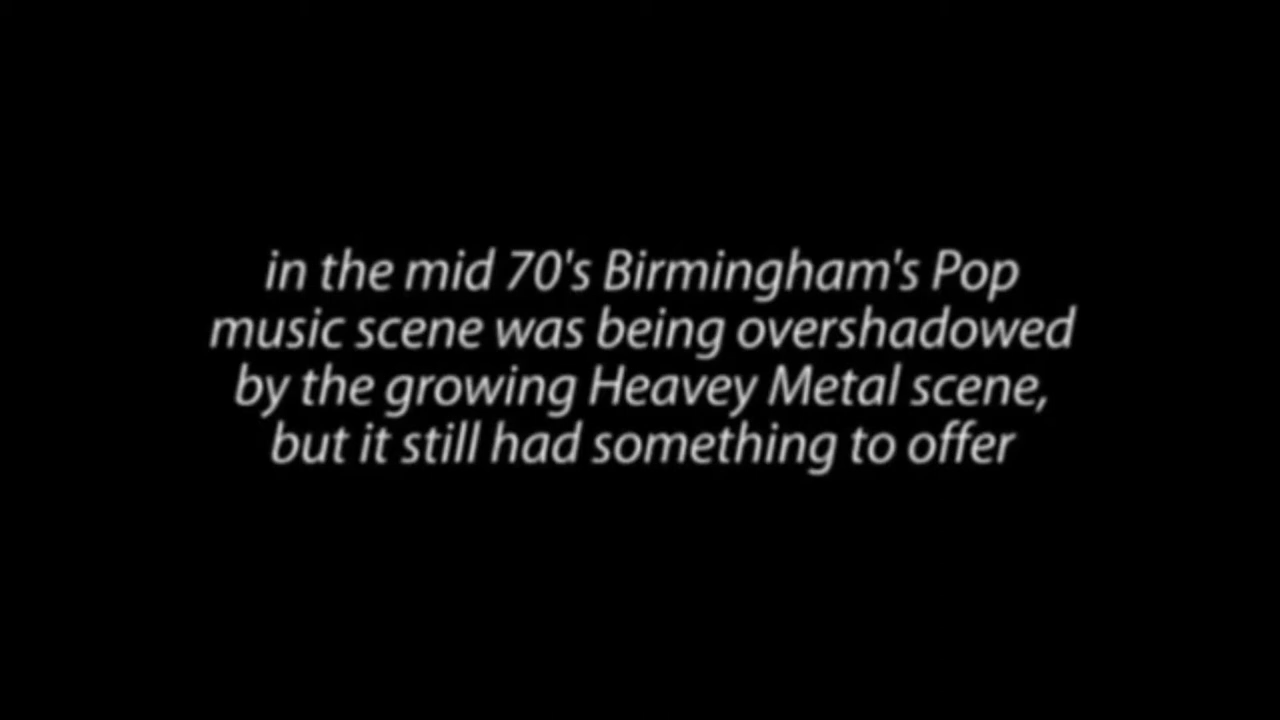 in the mid 70's Birmingham's Pop
music scene was being overshadowed
by the growing Heavey Metal scene,
but it still had something to offer